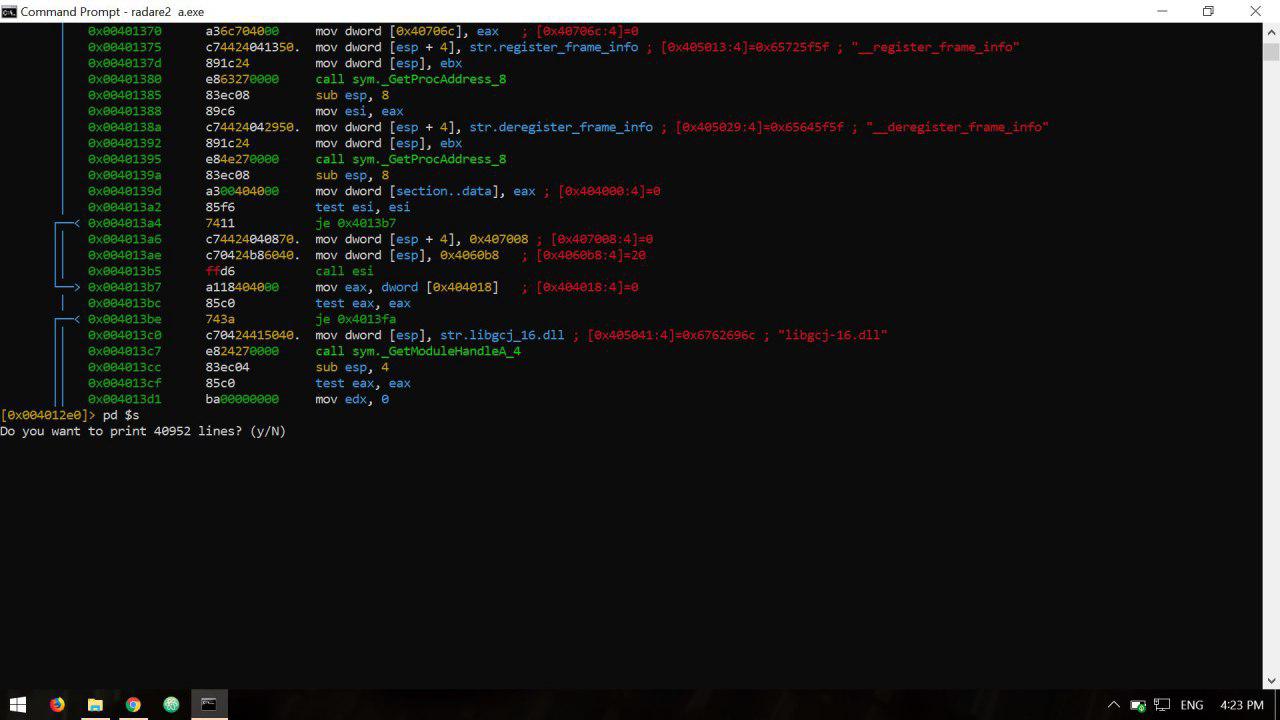 Command Prompt - radare2 a.exe
0x00401370 a36c704000 mov dword [0x40706c], eax ; [0x40706c:4]=0
0x00401375 c74424041350. mov dword [esp + 4], str.register_frame_info ; [0x405013:4]=0x65725f5f ; "__register_frame_info"
0x0040137d 891c24 mov dword [esp], ebx
0x00401380 e863270000 call sym._GetProcAddress_8
0x00401385 83ec08 sub esp, 8
0x00401388 89c6 mov esi, eax
0x0040138a c74424042950. mov dword [esp + 4], str.deregister_frame_info ; [0x405029:4]=0x65645f5f ; "__deregister_frame_info"
0x00401392 891c24 mov dword [esp], ebx
0x00401395 e84e270000 call sym._GetProcAddress_8
0x0040139a 83ec08 sub esp, 8
0x0040139d a300404000 mov dword [section..data], eax ; [0x404000:4]=0
0x004013a2 85f6 test esi, esi
0x004013a4 7411 je 0x4013b7
0x004013a6 c74424040870. mov dword [esp + 4], 0x407008 ; [0x407008:4]=0
0x004013ae c70424b86040. mov dword [esp], 0x4060b8 ; [0x4060b8:4]=20
0x004013b5 ffd6 call esi
0x004013b7 a118404000 mov eax, dword [0x404018] ; [0x404018:4]=0
0x004013bc 85c0 test eax, eax
0x004013be 743a je 0x4013fa
0x004013c0 c70424415040. mov dword [esp], str.libgcj_16.dll ; [0x405041:4]=0x6762696c ; "libgcj-16.dll"
0x004013c7 e824270000 call sym._GetModuleHandleA_4
0x004013cc 83ec04 sub esp, 4
0x004013cf 85c0 test eax, eax
0x004013d1 ba00000000 mov edx, 0
[0x004012e0]> pd $s
Do you want to print 40952 lines? (y/N)
ENG 4:23 PM